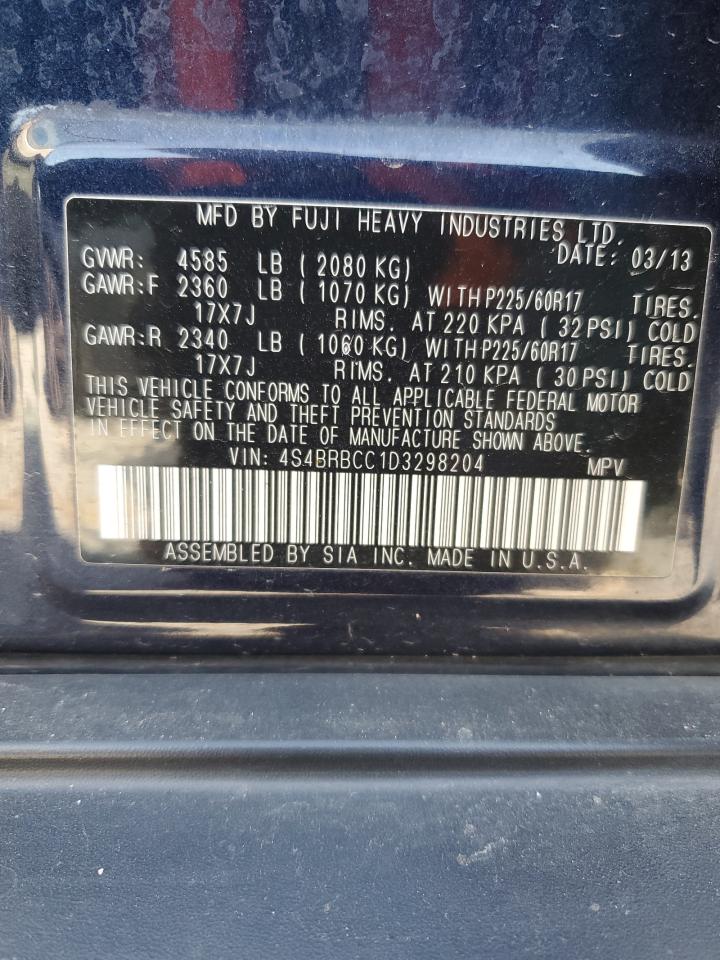 MFD BY FUJI HEAVY INDUSTRIES LTD.
DATE: 03/13
GVWR: 4585 LB ( 2080 KG)
GAWR:F 2360 LB ( 1070 KG) WITH P225/60R17 TIRES.
17X7J RIMS. AT 220 KPA ( 32 PSI) COLD
GAWR:R 2340 LB ( 1060 KG) WITH P225/60R17 TIRES.
17X7J RIMS. AT 210 KPA ( 30 PSI) COLD
THIS VEHICLE CONFORMS TO ALL APPLICABLE FEDERAL MOTOR
VEHICLE SAFETY AND THEFT PREVENTION STANDARDS
IN EFFECT ON THE DATE OF MANUFACTURE SHOWN ABOVE.
VIN: 4S4BRBCC1D3298204 MPV
ASSEMBLED BY SIA INC. MADE IN U.S.A.